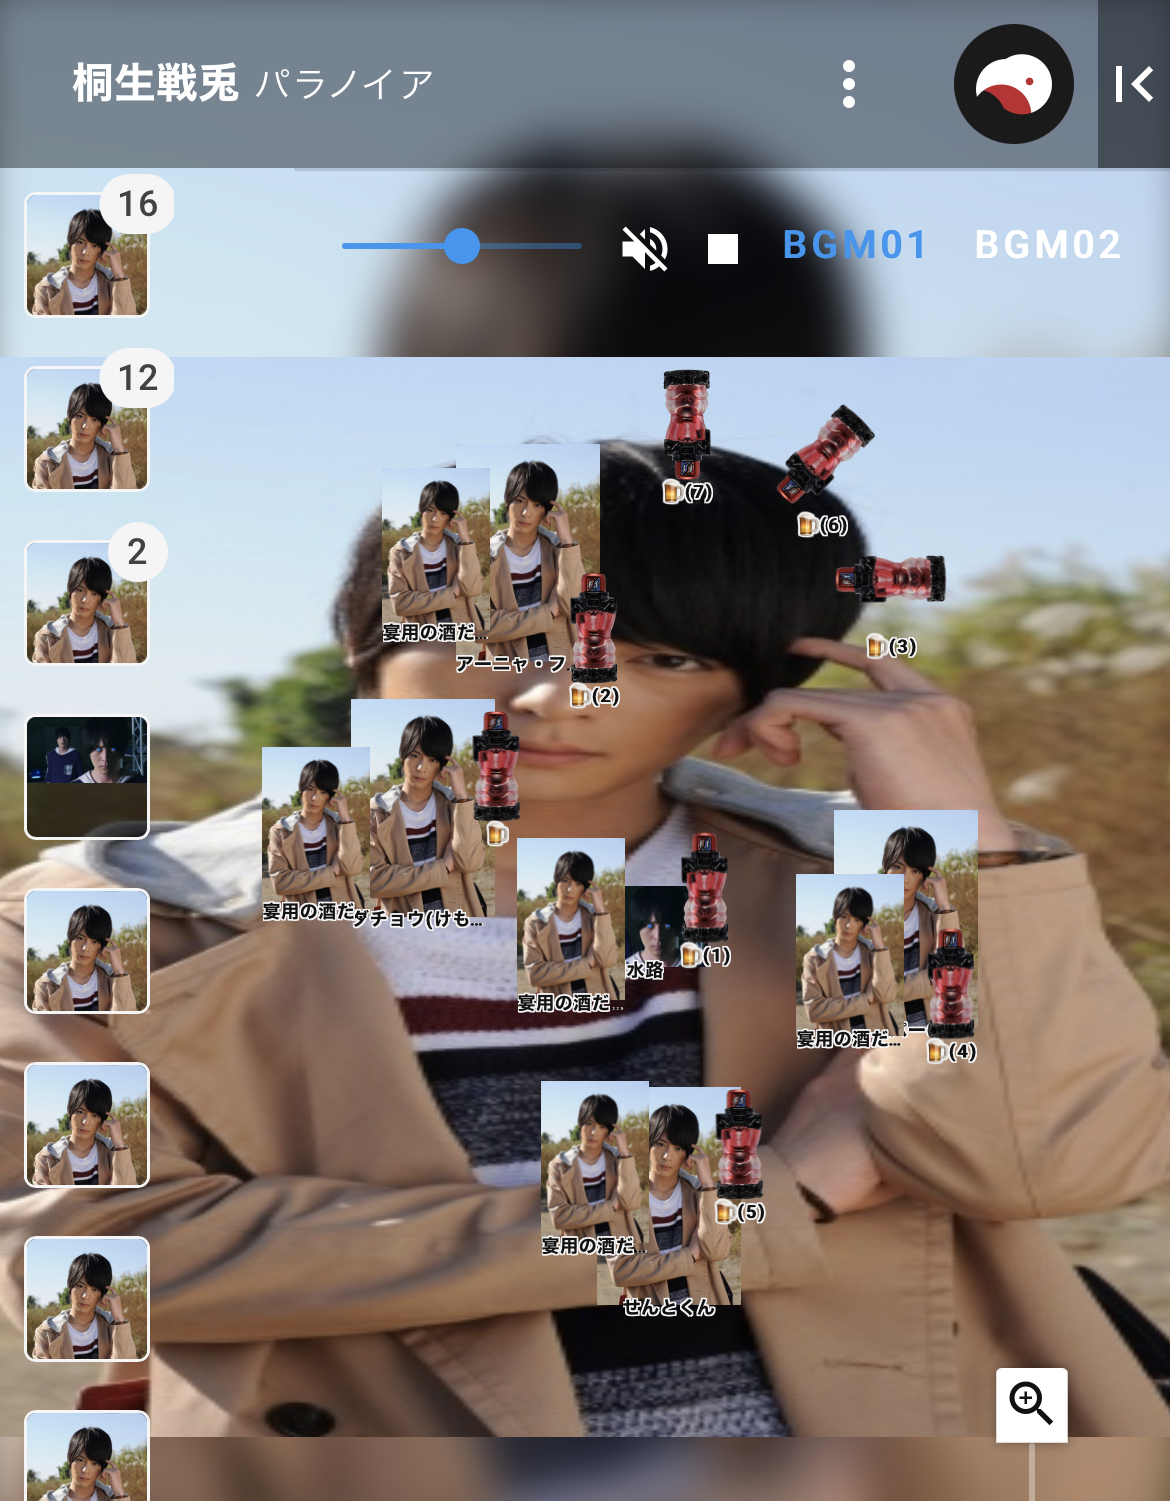 桐生戦兎 パラノイア
16
BGM01 BGM02
12
2
🍺(7)
🍺(6)
🍺(3)
宴用の酒だ...
アーニャ・フ...
🍺(2)
🍺
宴用の酒だ
ダチョウ(けも...
🍺(1)
水路
宴用の酒だ...
宴用の酒だ...
🍺(4)
🍺(5)
宴用の酒だ...
せんとくん